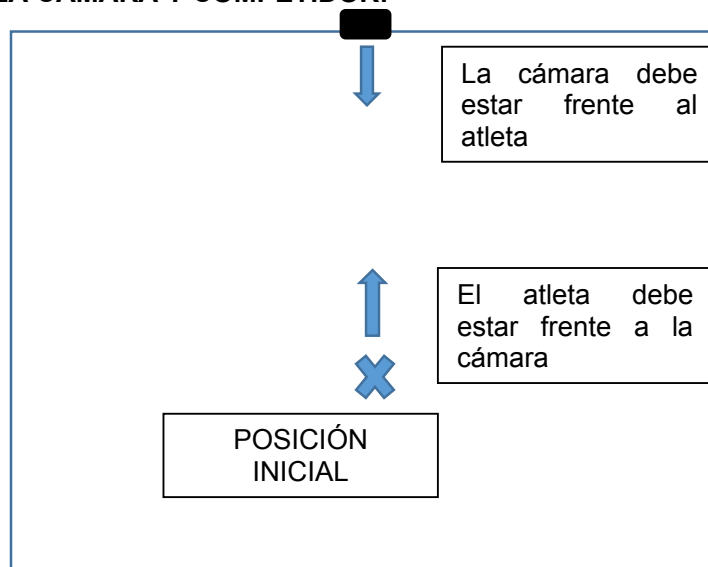 LA CÁMARA Y COMPETIDOR:
La cámara debe
estar frente al
atleta
El atleta debe
estar frente a la
cámara
POSICIÓN
INICIAL